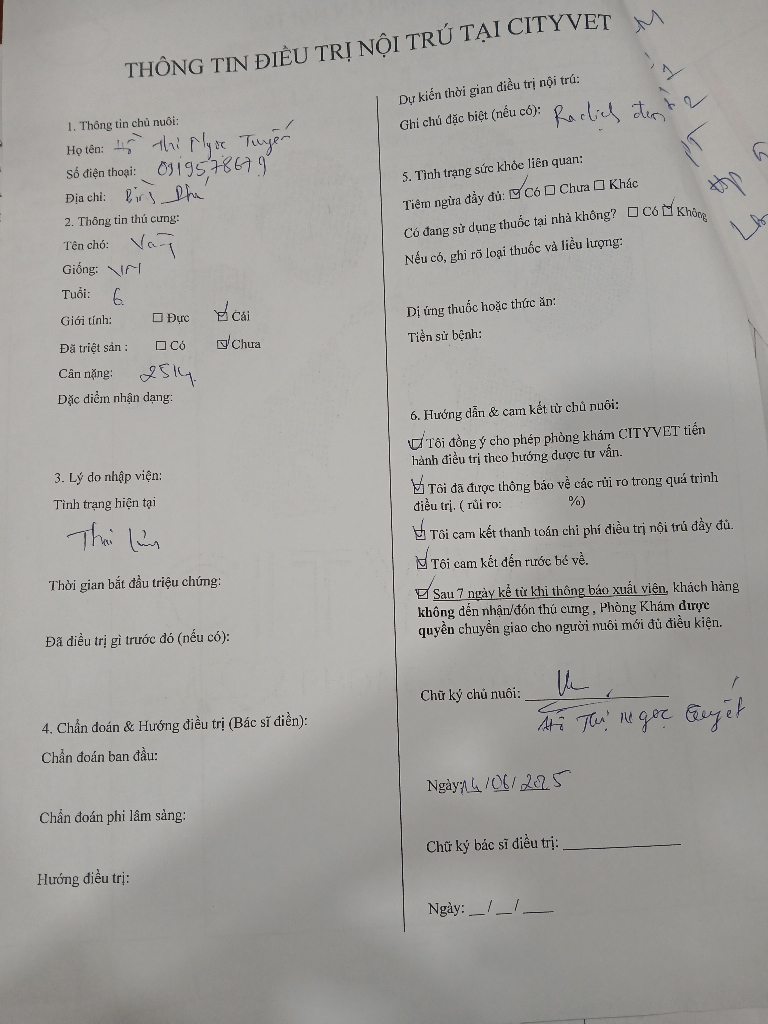 THÔNG TIN ĐIỀU TRỊ NỘI TRÚ TẠI CITYVET
1. Thông tin chủ nuôi:
Họ tên: Hồ Thị Ngọc Tuyết
Số điện thoại: 0319578679
Địa chỉ:
2. Thông tin thú cưng:
Tên chó: Vàng
Giống: VN
Tuổi: 6
Giới tính: ☐ Đực ☑ Cái
Đã triệt sản : ☐ Có ☑ Chưa
Cân nặng: 25kg
Đặc điểm nhận dạng:
3. Lý do nhập viện:
Tình trạng hiện tại
Thai lưu
Thời gian bắt đầu triệu chứng:
Đã điều trị gì trước đó (nếu có):
4. Chẩn đoán & Hướng điều trị (Bác sĩ điền):
Chẩn đoán ban đầu:
Chẩn đoán phi lâm sàng:
Hướng điều trị:
Dự kiến thời gian điều trị nội trú:
Ghi chú đặc biệt (nếu có):
5. Tình trạng sức khỏe liên quan:
Tiêm ngừa đầy đủ: ☑ Có ☐ Chưa ☐ Khác
Có đang sử dụng thuốc tại nhà không? ☐ Có ☑ Không
Nếu có, ghi rõ loại thuốc và liều lượng:
Dị ứng thuốc hoặc thức ăn:
Tiền sử bệnh:
6. Hướng dẫn & cam kết từ chủ nuôi:
☑ Tôi đồng ý cho phép phòng khám CITYVET tiến
hành điều trị theo hướng được tư vấn.
☑ Tôi đã được thông báo về các rủi ro trong quá trình
điều trị. ( rủi ro: %)
☑ Tôi cam kết thanh toán chi phí điều trị nội trú đầy đủ.
☑ Tôi cam kết đến rước bé về.
☑ Sau 7 ngày kể từ khi thông báo xuất viện, khách hàng
không đến nhận/đón thú cưng , Phòng Khám được
quyền chuyển giao cho người nuôi mới đủ điều kiện.
Chữ ký chủ nuôi:
Hồ Thị Ngọc Tuyết
Ngày: 14/06/2025
Chữ ký bác sĩ điều trị: ______
Ngày: __/__/____